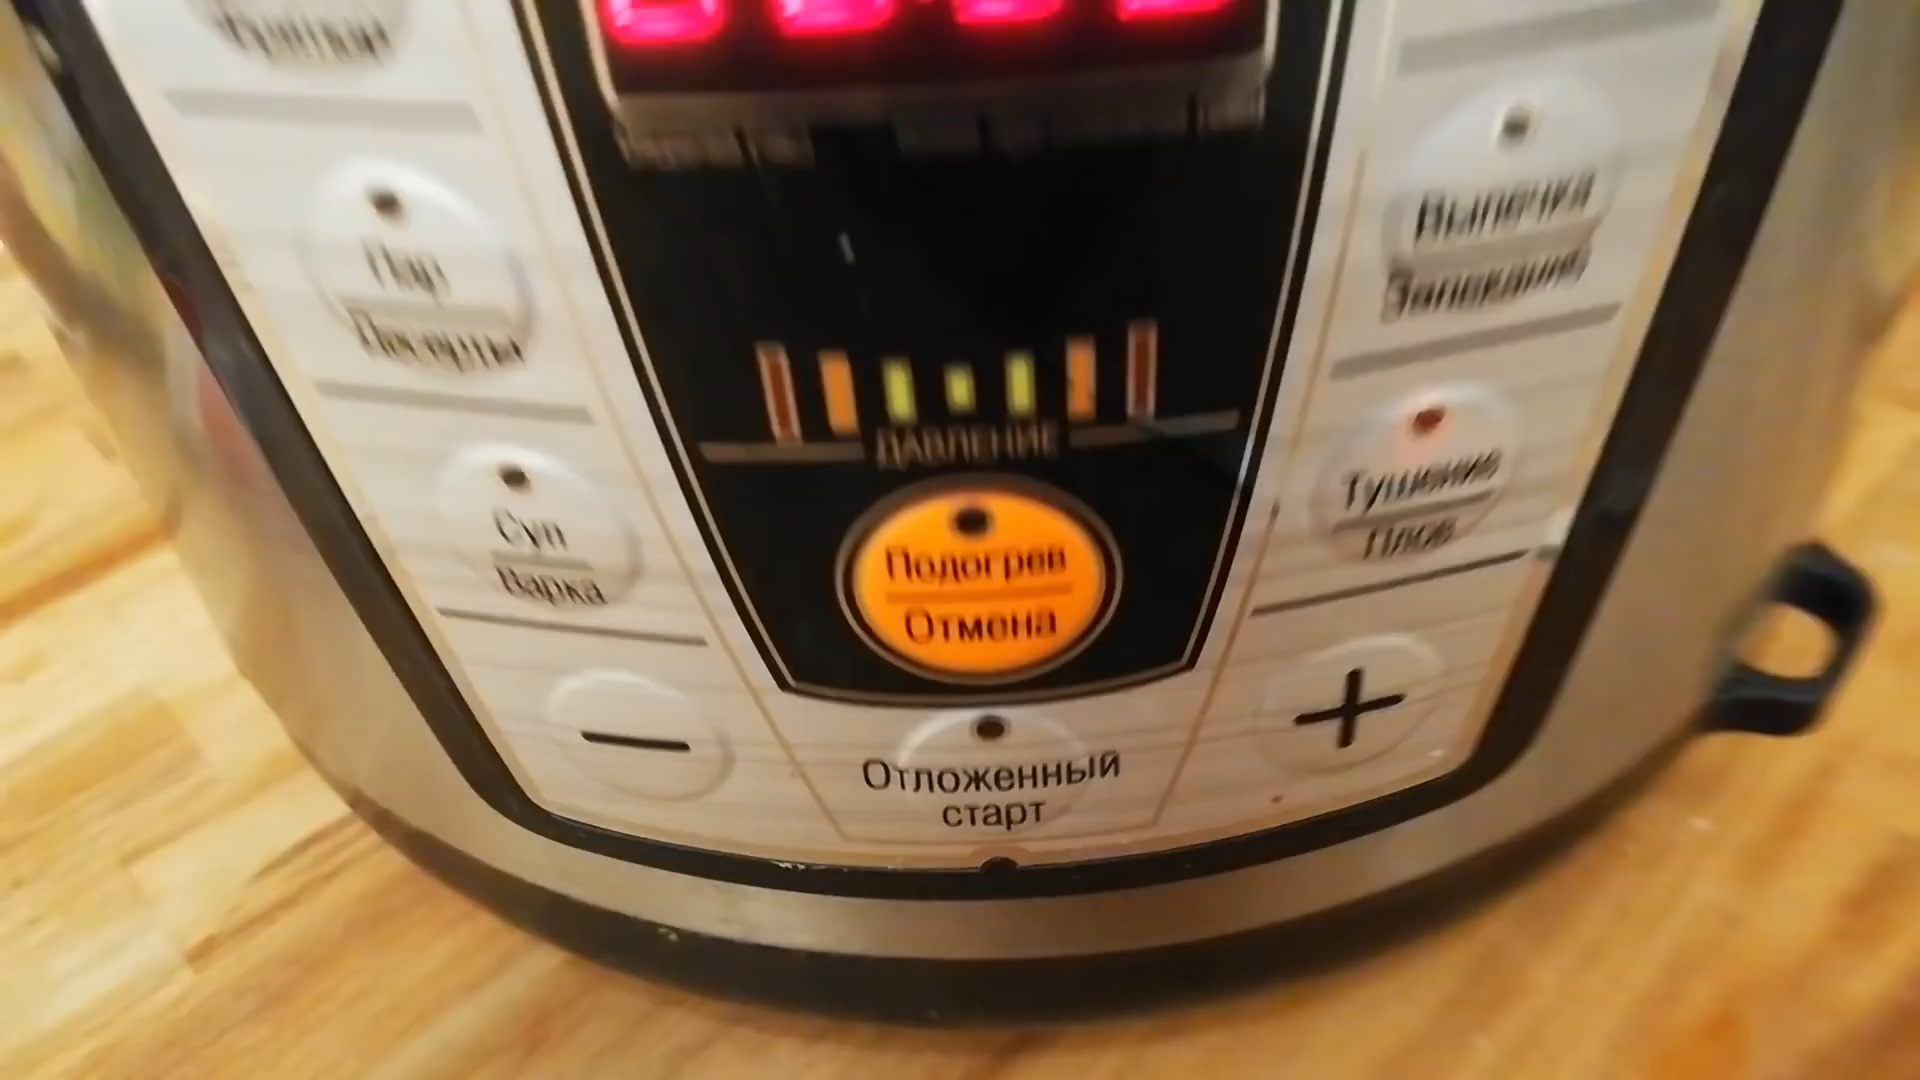 Пар
Десерты
Суп
Варка
ДАВЛЕНИЕ
Подогрев
Отмена
Выпечка
Запекание
Тушение
Плов
−
+
Отложенный
старт